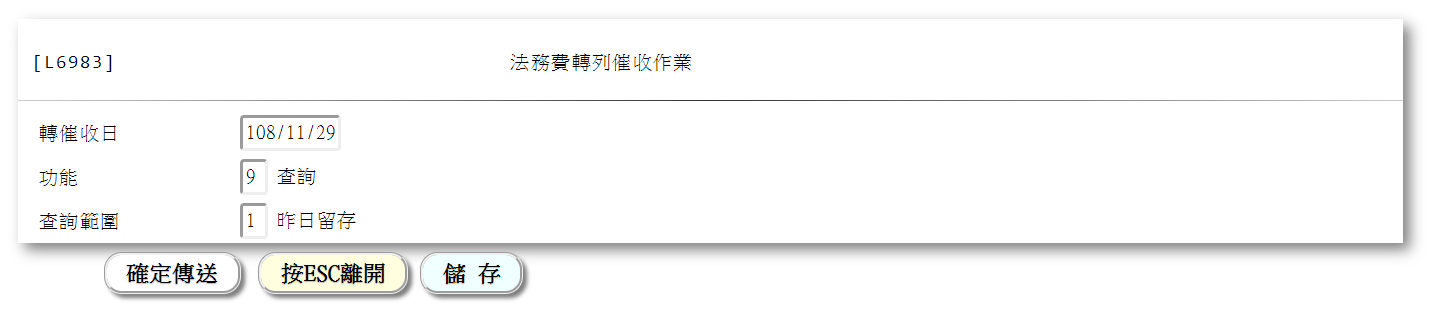 [L6983] 法務費轉列催收作業
轉催收日 108/11/29
功能 9 查詢
查詢範圍 1 昨日留存
確定傳送 按ESC離開 儲 存